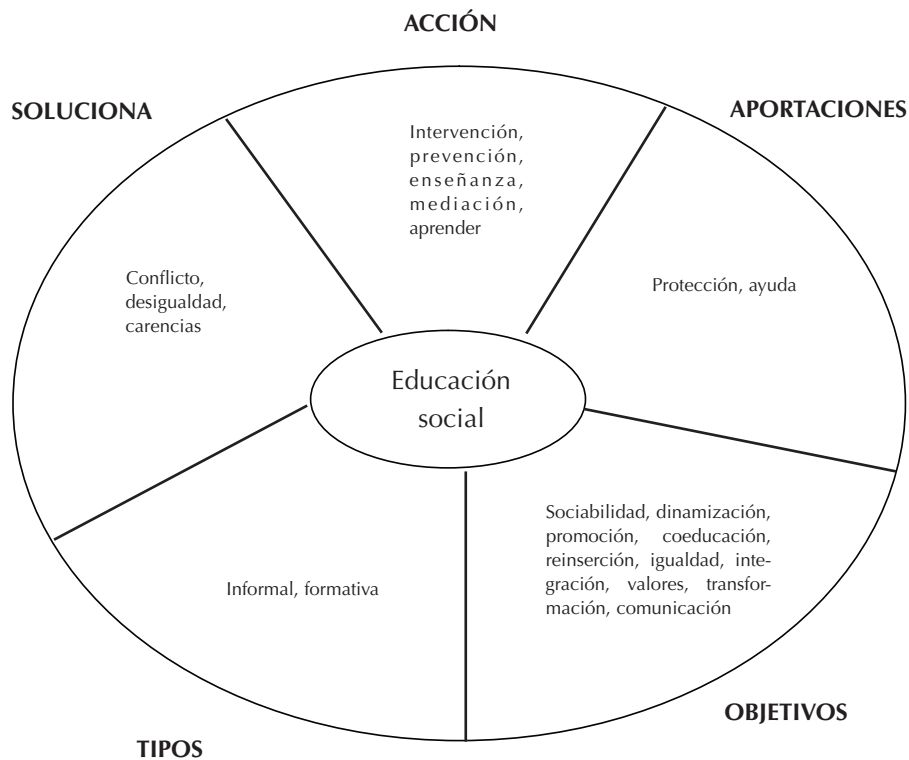 ACCIÓN
SOLUCIONA
APORTACIONES
Intervención,
prevención,
enseñanza,
mediación,
aprender
Conflicto,
desigualdad,
carencias
Protección, ayuda
Educación
social
Sociabilidad, dinamización,
promoción, coeducación,
reinserción, igualdad, inte-
gración, valores, transfor-
mación, comunicación
Informal, formativa
OBJETIVOS
TIPOS